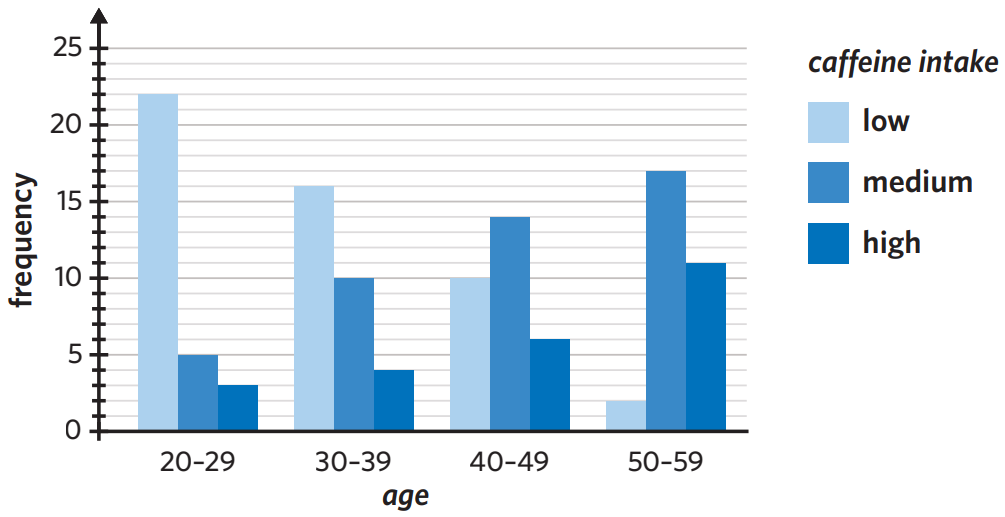 25
20
15
10
5
0
frequency
20–29
30–39
40–49
50–59
age
caffeine intake
low
medium
high